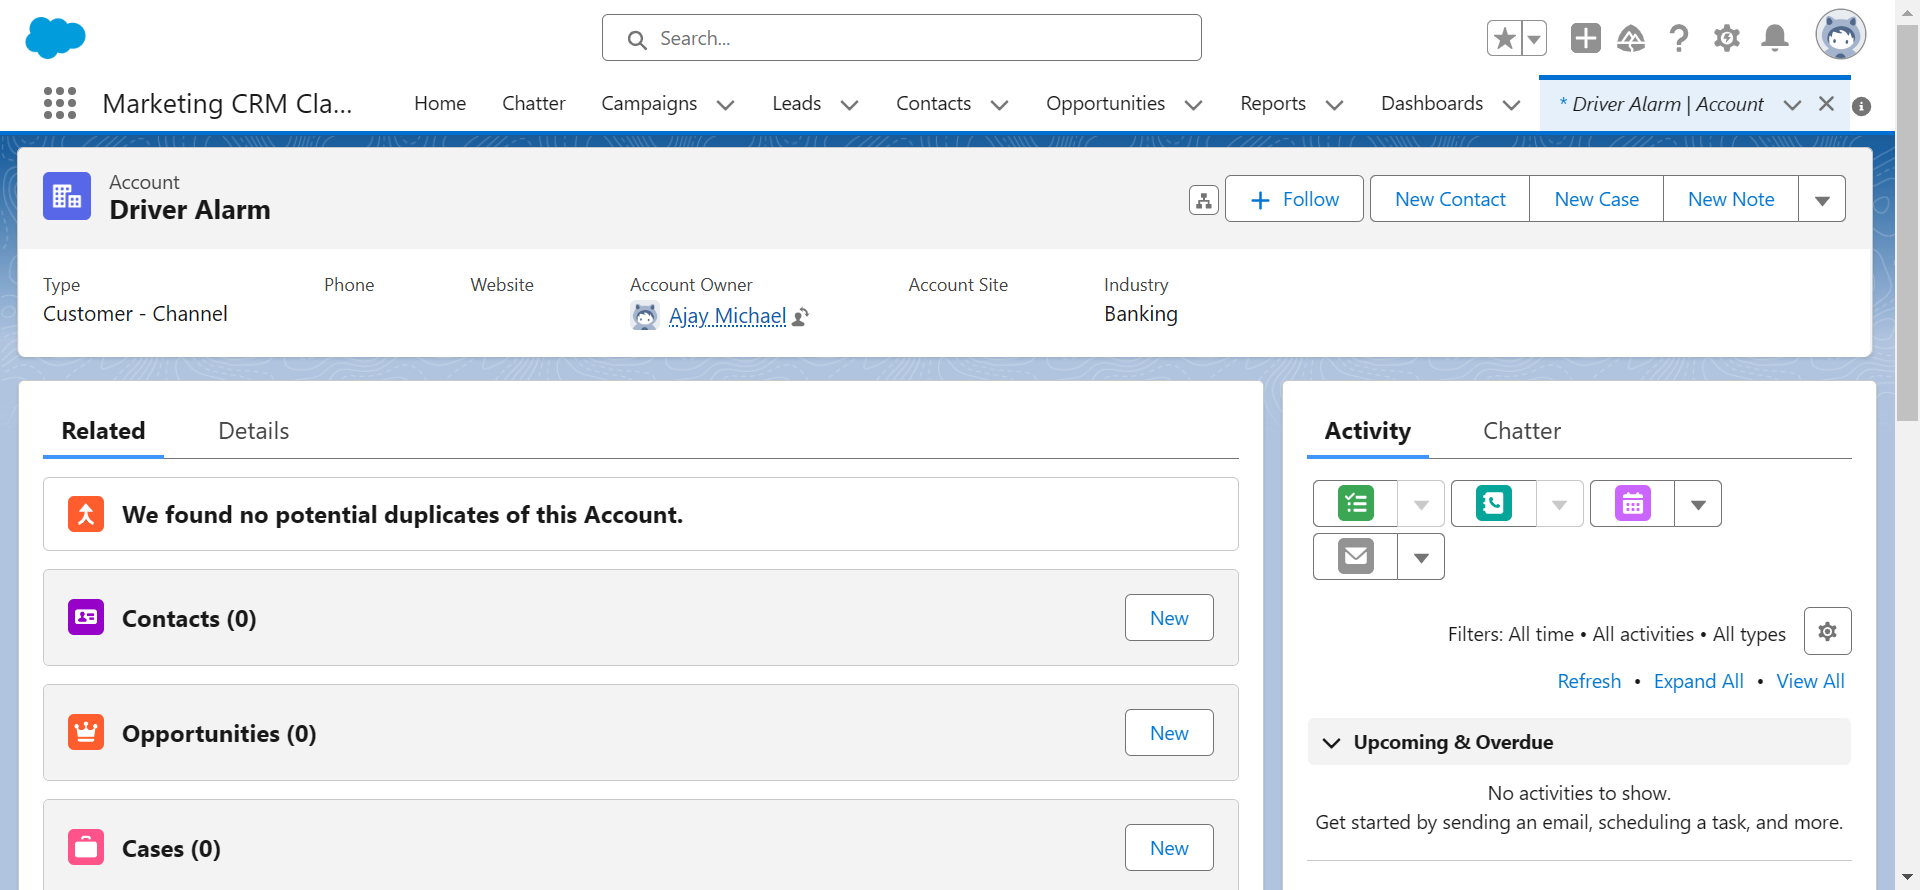 Search...
Marketing CRM Cla...
Home
Chatter
Campaigns
Leads
Contacts
Opportunities
Reports
Dashboards
* Driver Alarm | Account
Account
Driver Alarm
Follow
New Contact
New Case
New Note
Type
Customer - Channel
Phone
Website
Account Owner
Ajay Michael
Account Site
Industry
Banking
Related
Details
We found no potential duplicates of this Account.
Contacts (0)
New
Opportunities (0)
New
Cases (0)
New
Activity
Chatter
Filters: All time • All activities • All types
Refresh • Expand All • View All
Upcoming & Overdue
No activities to show.
Get started by sending an email, scheduling a task, and more.